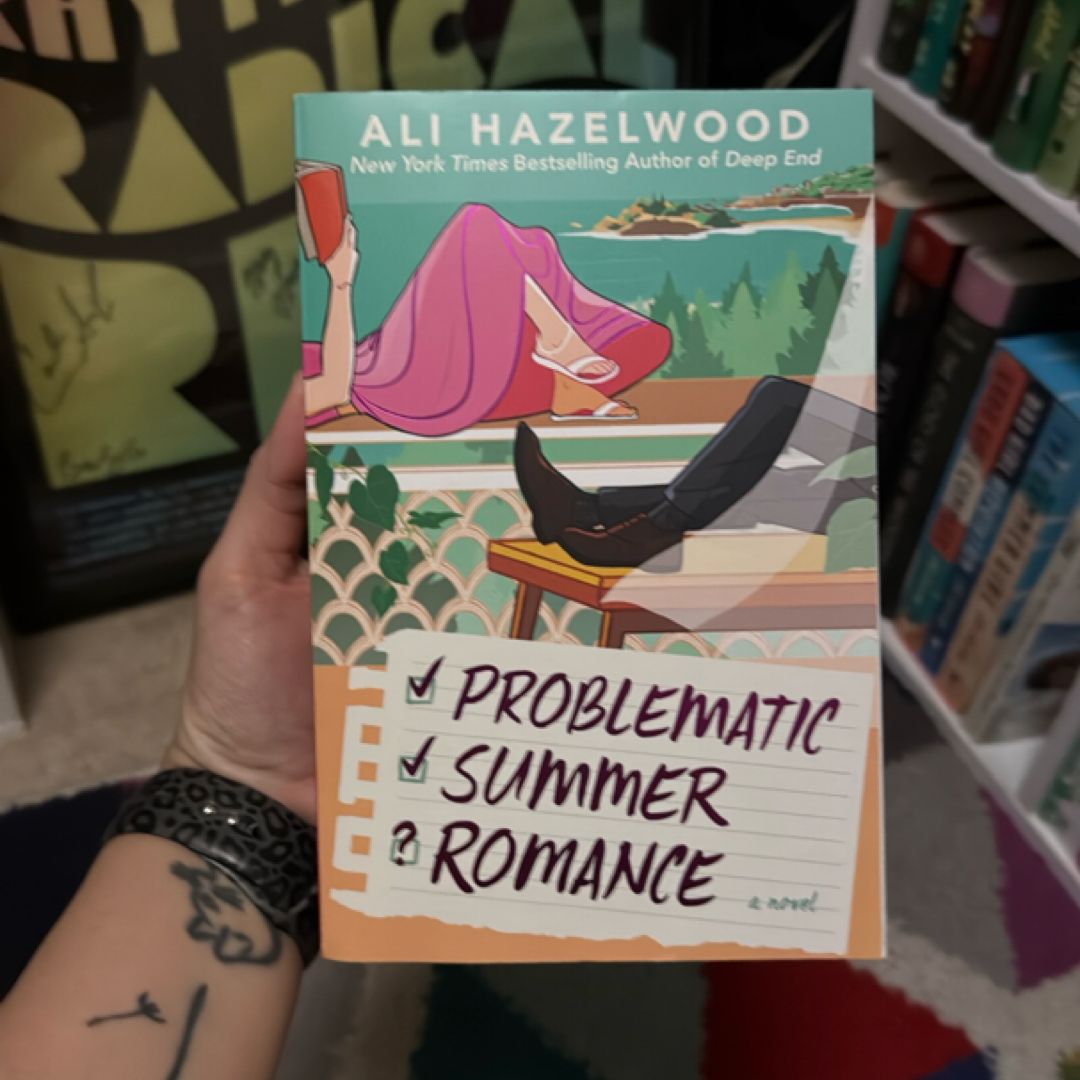 ALI HAZELWOOD
New York Times Bestselling Author of Deep End
PROBLEMATIC
SUMMER
? ROMANCE
a novel